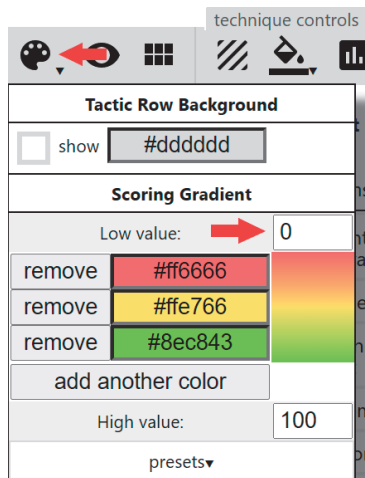 technique controls
Tactic Row Background
show #dddddd
Scoring Gradient
Low value: 0
remove #ff6666
remove #ffe766
remove #8ec843
add another color
High value: 100
presets▾